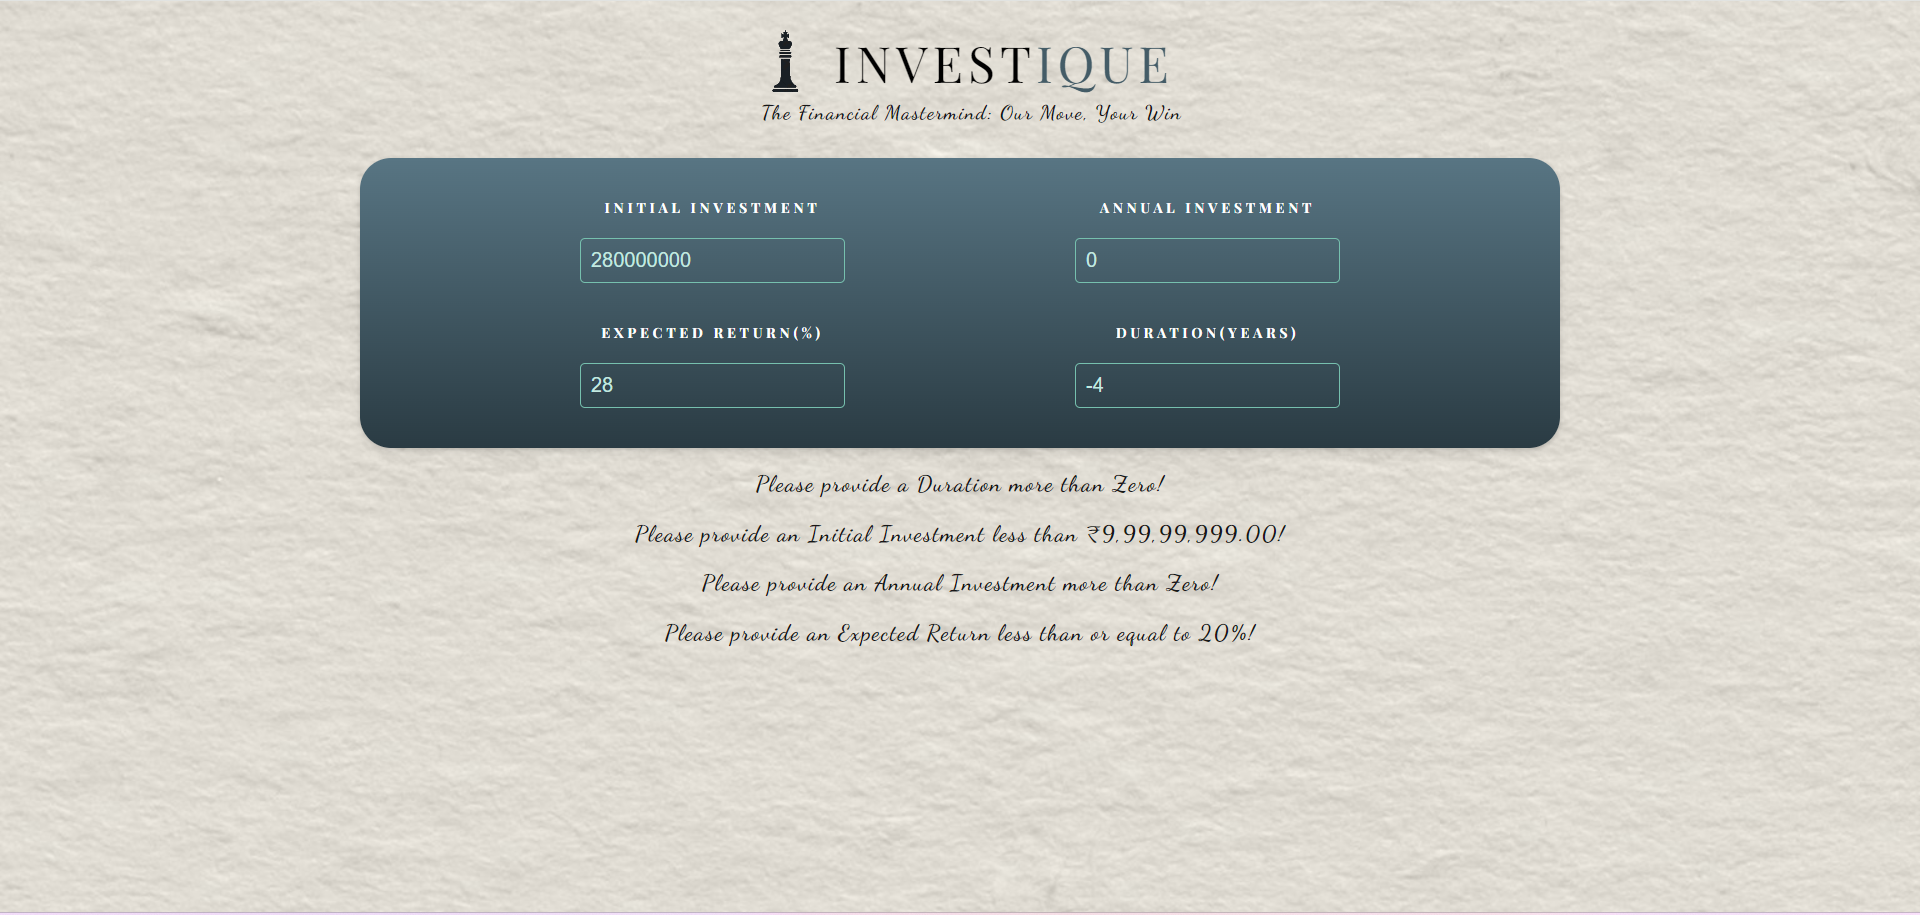 INVESTIQUE
The Financial Mastermind: Our Move, Your Win
INITIAL INVESTMENT
ANNUAL INVESTMENT
280000000
0
EXPECTED RETURN(%)
DURATION(YEARS)
28
-4
Please provide a Duration more than Zero!
Please provide an Initial Investment less than ₹9,99,99,999.00!
Please provide an Annual Investment more than Zero!
Please provide an Expected Return less than or equal to 20%!